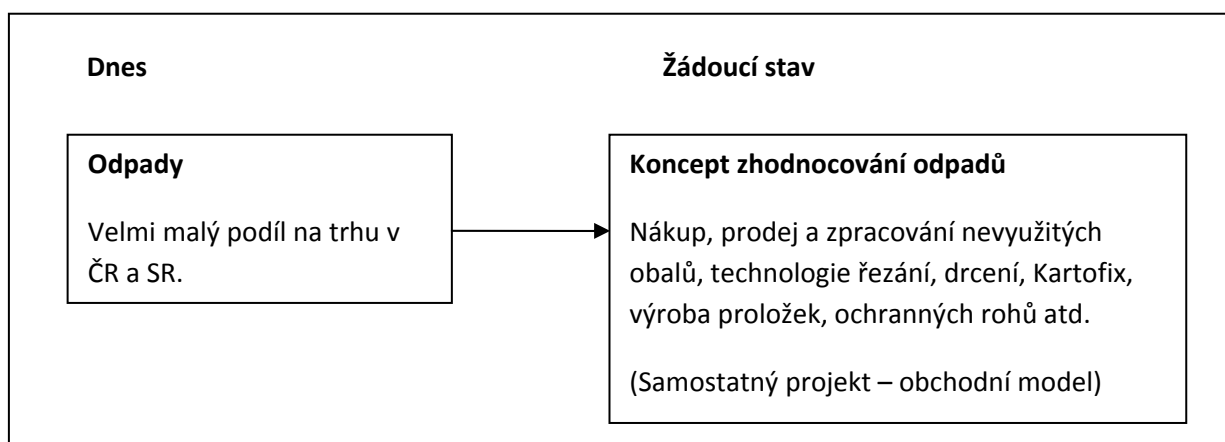 Dnes
Žádoucí stav
Odpady
Velmi malý podíl na trhu v
ČR a SR.
Koncept zhodnocování odpadů
Nákup, prodej a zpracování nevyužitých
obalů, technologie řezání, drcení, Kartofix,
výroba proložek, ochranných rohů atd.
(Samostatný projekt – obchodní model)